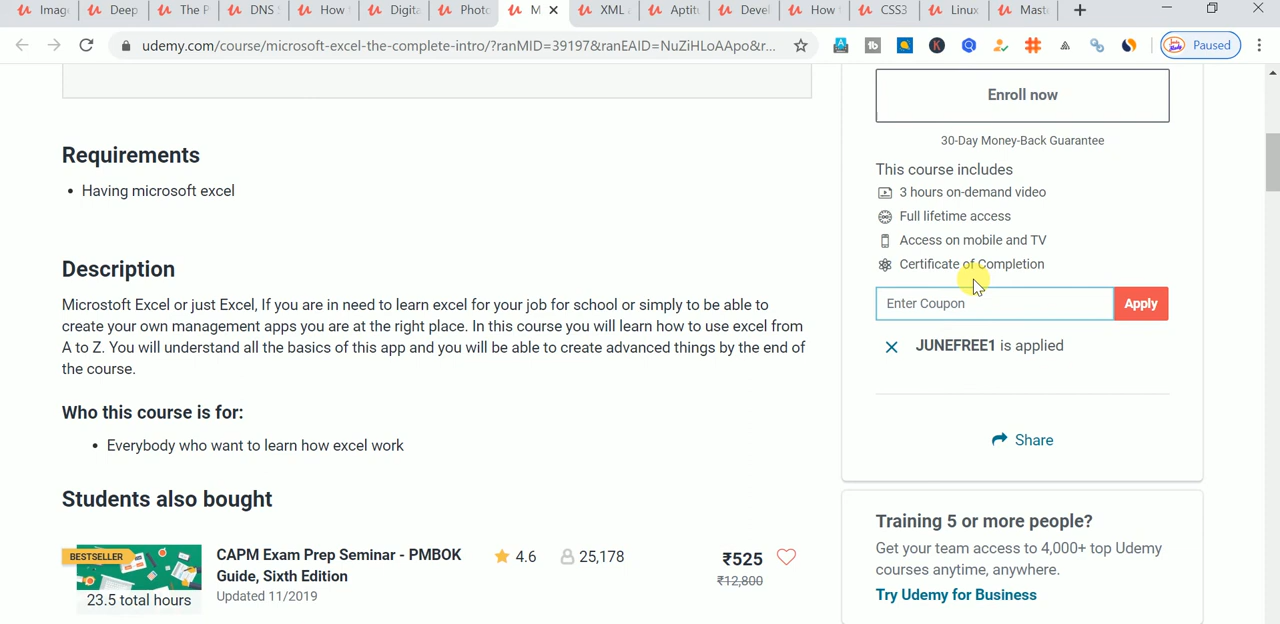 Imag
Deep
The P
DNS
How
Digita
Photo
M
XML
Aptitu
Devel
How
CSS3
Linux
Maste
udemy.com/course/microsoft-excel-the-complete-intro/?ranMID=39197&ranEAID=NuZiHLoAApo&r...
Paused
Enroll now
30-Day Money-Back Guarantee
This course includes
3 hours on-demand video
Full lifetime access
Access on mobile and TV
Certificate of Completion
Enter Coupon
Apply
JUNEFREE1 is applied
Share
Requirements
• Having microsoft excel
Description
Microstoft Excel or just Excel, If you are in need to learn excel for your job for school or simply to be able to
create your own management apps you are at the right place. In this course you will learn how to use excel from
A to Z. You will understand all the basics of this app and you will be able to create advanced things by the end of
the course.
Who this course is for:
• Everybody who want to learn how excel work
Students also bought
BESTSELLER
23.5 total hours
CAPM Exam Prep Seminar - PMBOK
Guide, Sixth Edition
Updated 11/2019
4.6
25,178
₹525
₹12,800
Training 5 or more people?
Get your team access to 4,000+ top Udemy
courses anytime, anywhere.
Try Udemy for Business